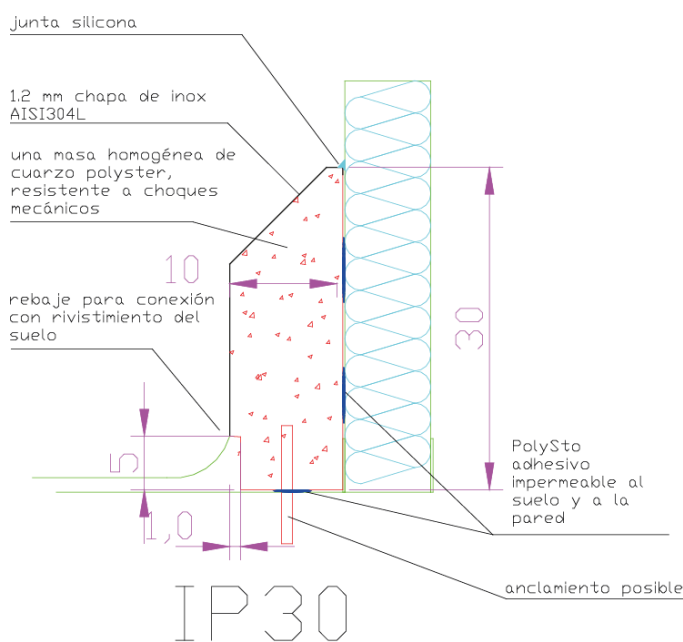 junta silicona
1.2 mm chapa de inox
AISI304L
una masa homogénea de
cuarzo polyster,
resistente a choques
mecánicos
10
rebaje para conexión
con rivistimiento del
suelo
30
5
1,0
PolySto
adhesivo
impermeable al
suelo y a la
pared
anclamiento posible
IP30